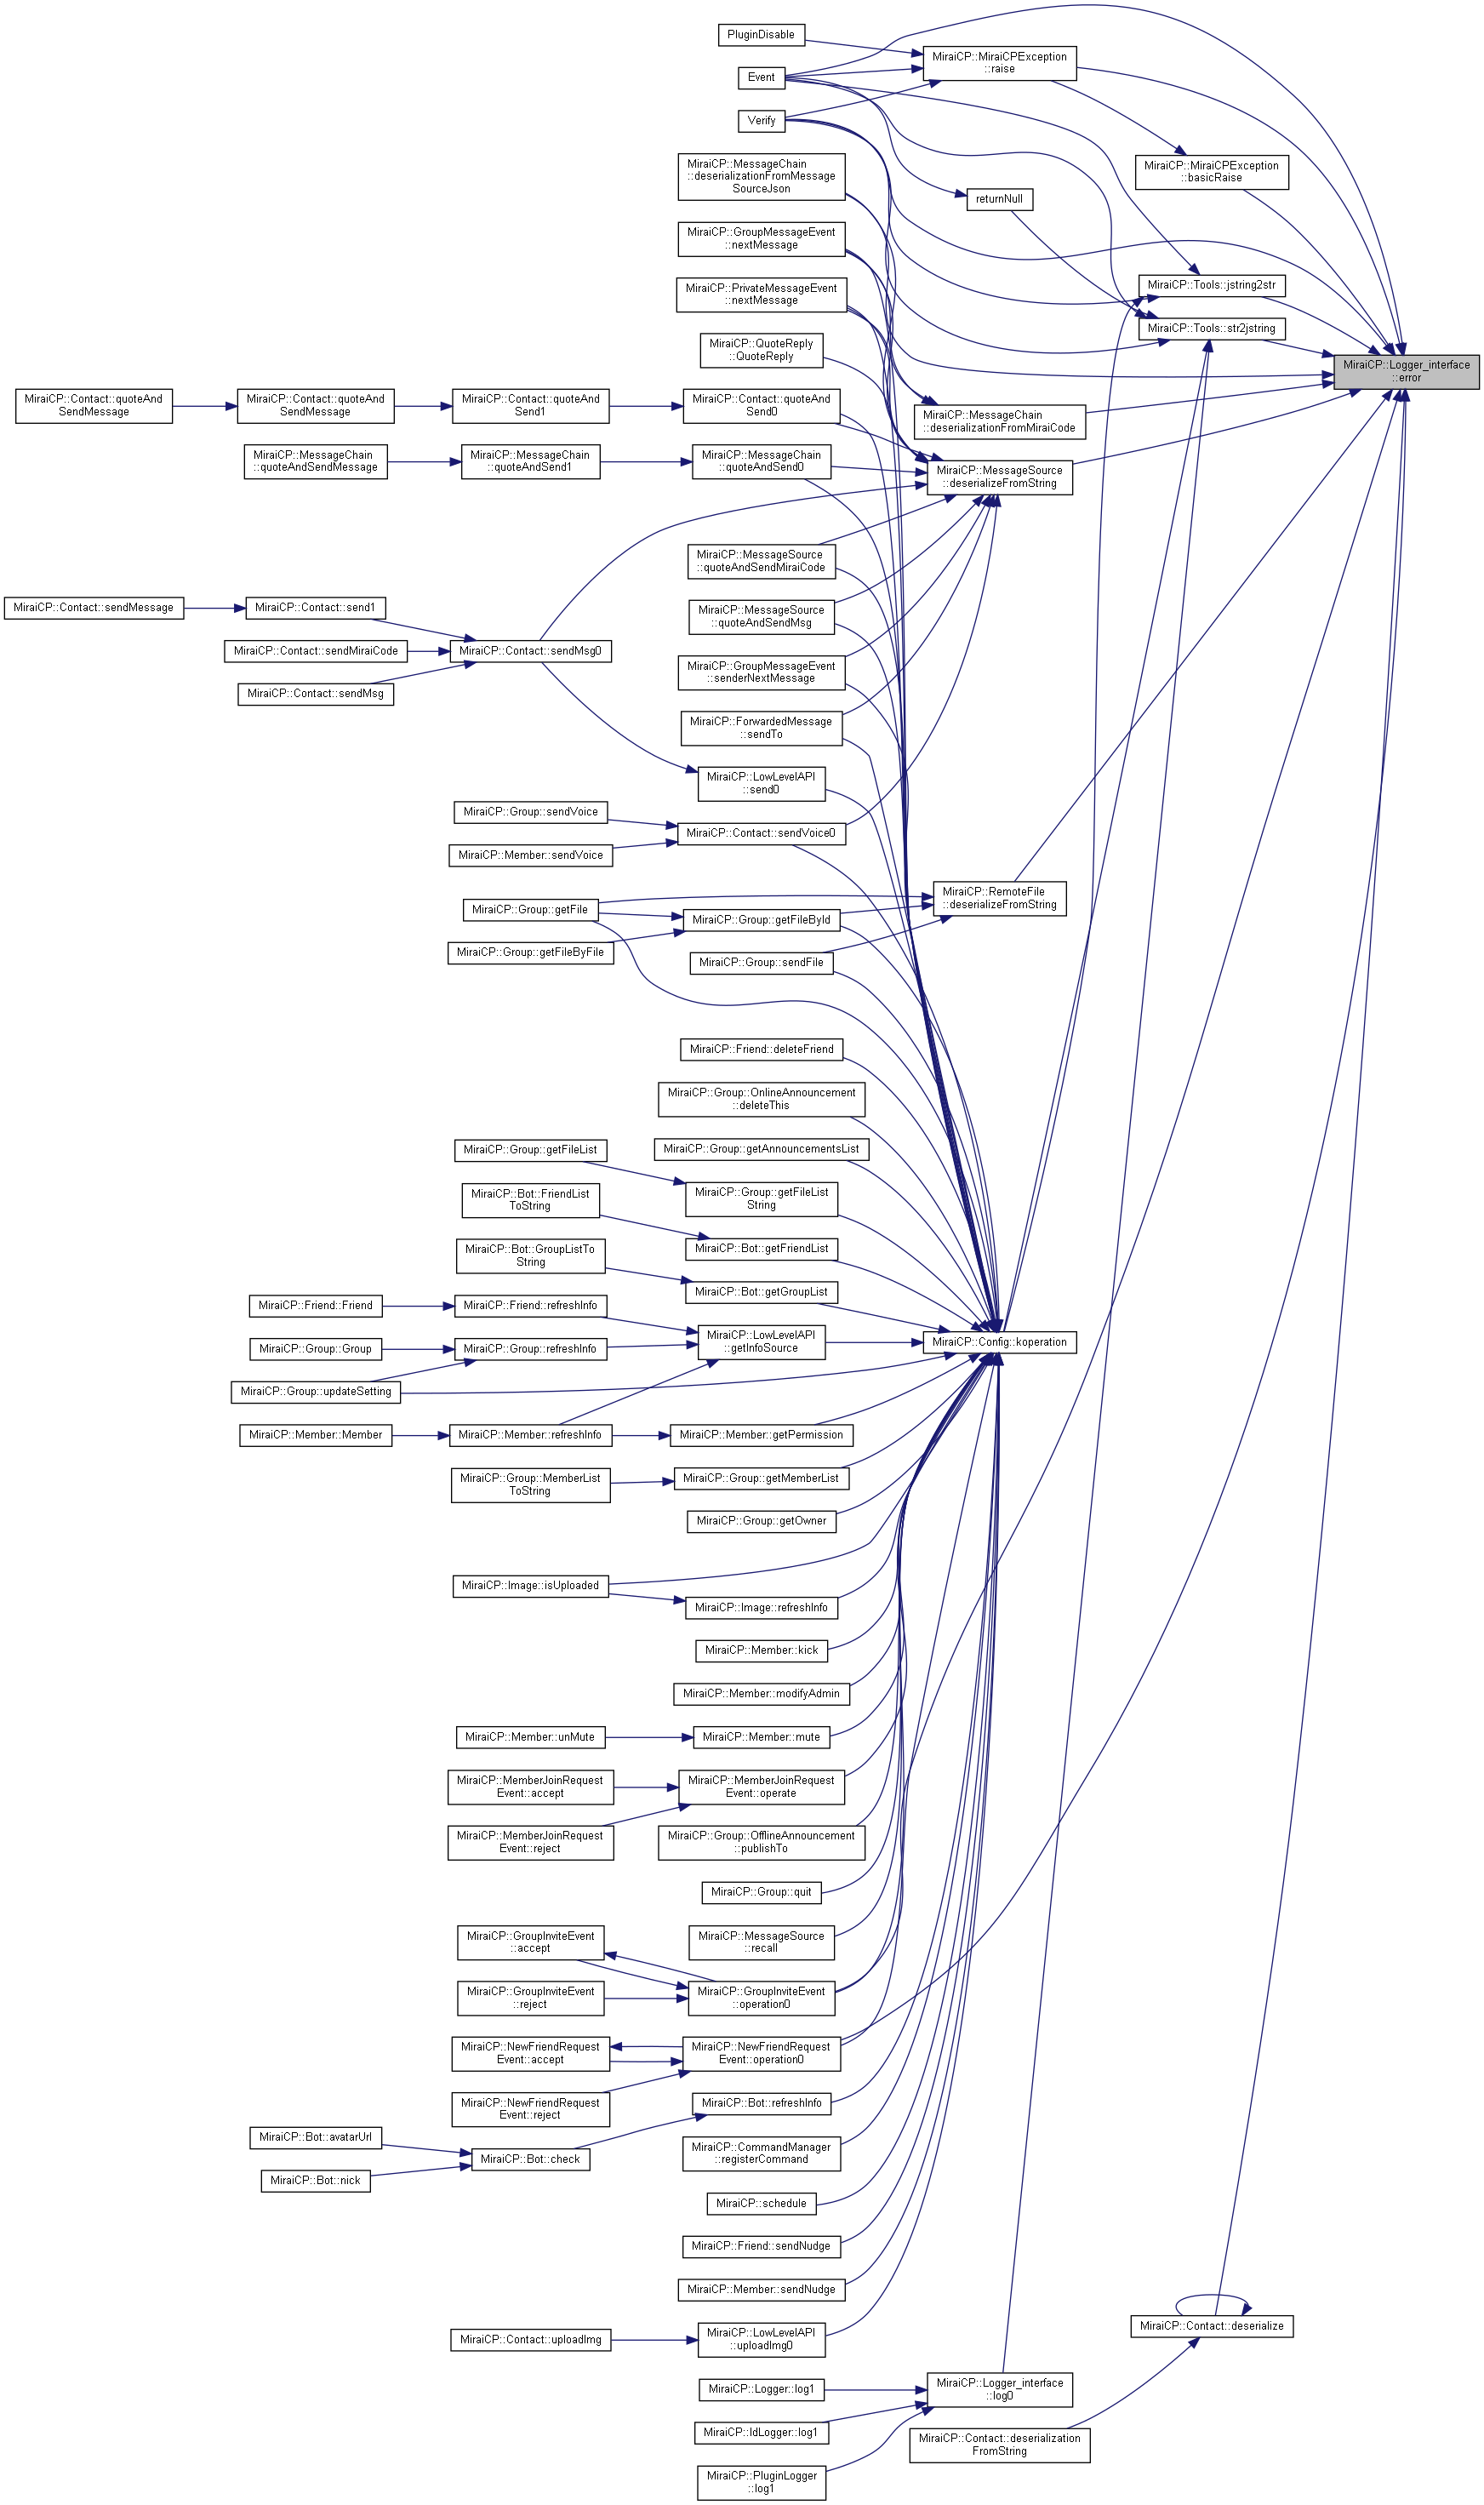 PluginDisable
MiraiCP::MiraiCPException
::raise
Event
Verify
MiraiCP::MessageChain
::deserializationFromMessage
SourceJson
MiraiCP::MiraiCPException
::basicRaise
returnNull
MiraiCP::GroupMessageEvent
::nextMessage
MiraiCP::PrivateMessageEvent
::nextMessage
MiraiCP::Tools::jstring2str
MiraiCP::Tools::str2jstring
MiraiCP::QuoteReply
::QuoteReply
MiraiCP::Logger_interface
::error
MiraiCP::Contact::quoteAnd
SendMessage
MiraiCP::Contact::quoteAnd
SendMessage
MiraiCP::Contact::quoteAnd
Send1
MiraiCP::Contact::quoteAnd
Send0
MiraiCP::MessageChain
::deserializationFromMiraiCode
MiraiCP::MessageChain
::quoteAndSendMessage
MiraiCP::MessageChain
::quoteAndSend1
MiraiCP::MessageChain
::quoteAndSend0
MiraiCP::MessageSource
::deserializeFromString
MiraiCP::MessageSource
::quoteAndSendMiraiCode
MiraiCP::Contact::sendMessage
MiraiCP::Contact::send1
MiraiCP::MessageSource
::quoteAndSendMsg
MiraiCP::Contact::sendMiraiCode
MiraiCP::Contact::sendMsg0
MiraiCP::GroupMessageEvent
::senderNextMessage
MiraiCP::Contact::sendMsg
MiraiCP::ForwardedMessage
::sendTo
MiraiCP::LowLevelAPI
::send0
MiraiCP::Group::sendVoice
MiraiCP::Contact::sendVoice0
MiraiCP::Member::sendVoice
MiraiCP::RemoteFile
::deserializeFromString
MiraiCP::Group::getFile
MiraiCP::Group::getFileById
MiraiCP::Group::getFileByFile
MiraiCP::Group::sendFile
MiraiCP::Friend::deleteFriend
MiraiCP::Group::OnlineAnnouncement
::deleteThis
MiraiCP::Group::getFileList
MiraiCP::Group::getAnnouncementsList
MiraiCP::Bot::FriendList
ToString
MiraiCP::Group::getFileList
String
MiraiCP::Bot::GroupListTo
String
MiraiCP::Bot::getFriendList
MiraiCP::Bot::getGroupList
MiraiCP::Friend::Friend
MiraiCP::Friend::refreshInfo
MiraiCP::LowLevelAPI
::getInfoSource
MiraiCP::Config::koperation
MiraiCP::Group::Group
MiraiCP::Group::refreshInfo
MiraiCP::Group::updateSetting
MiraiCP::Member::Member
MiraiCP::Member::refreshInfo
MiraiCP::Member::getPermission
MiraiCP::Group::MemberList
ToString
MiraiCP::Group::getMemberList
MiraiCP::Group::getOwner
MiraiCP::Image::isUploaded
MiraiCP::Image::refreshInfo
MiraiCP::Member::kick
MiraiCP::Member::modifyAdmin
MiraiCP::Member::unMute
MiraiCP::Member::mute
MiraiCP::MemberJoinRequest
Event::accept
MiraiCP::MemberJoinRequest
Event::operate
MiraiCP::MemberJoinRequest
Event::reject
MiraiCP::Group::OfflineAnnouncement
::publishTo
MiraiCP::Group::quit
MiraiCP::GroupInviteEvent
::accept
MiraiCP::MessageSource
::recall
MiraiCP::GroupInviteEvent
::reject
MiraiCP::GroupInviteEvent
::operation0
MiraiCP::NewFriendRequest
Event::accept
MiraiCP::NewFriendRequest
Event::operation0
MiraiCP::NewFriendRequest
Event::reject
MiraiCP::Bot::refreshInfo
MiraiCP::Bot::avatarUrl
MiraiCP::Bot::check
MiraiCP::CommandManager
::registerCommand
MiraiCP::Bot::nick
MiraiCP::schedule
MiraiCP::Friend::sendNudge
MiraiCP::Member::sendNudge
MiraiCP::Contact::deserialize
MiraiCP::Contact::uploadImg
MiraiCP::LowLevelAPI
::uploadImg0
MiraiCP::Logger::log1
MiraiCP::Logger_interface
::log0
MiraiCP::IdLogger::log1
MiraiCP::Contact::deserialization
FromString
MiraiCP::PluginLogger
::log1